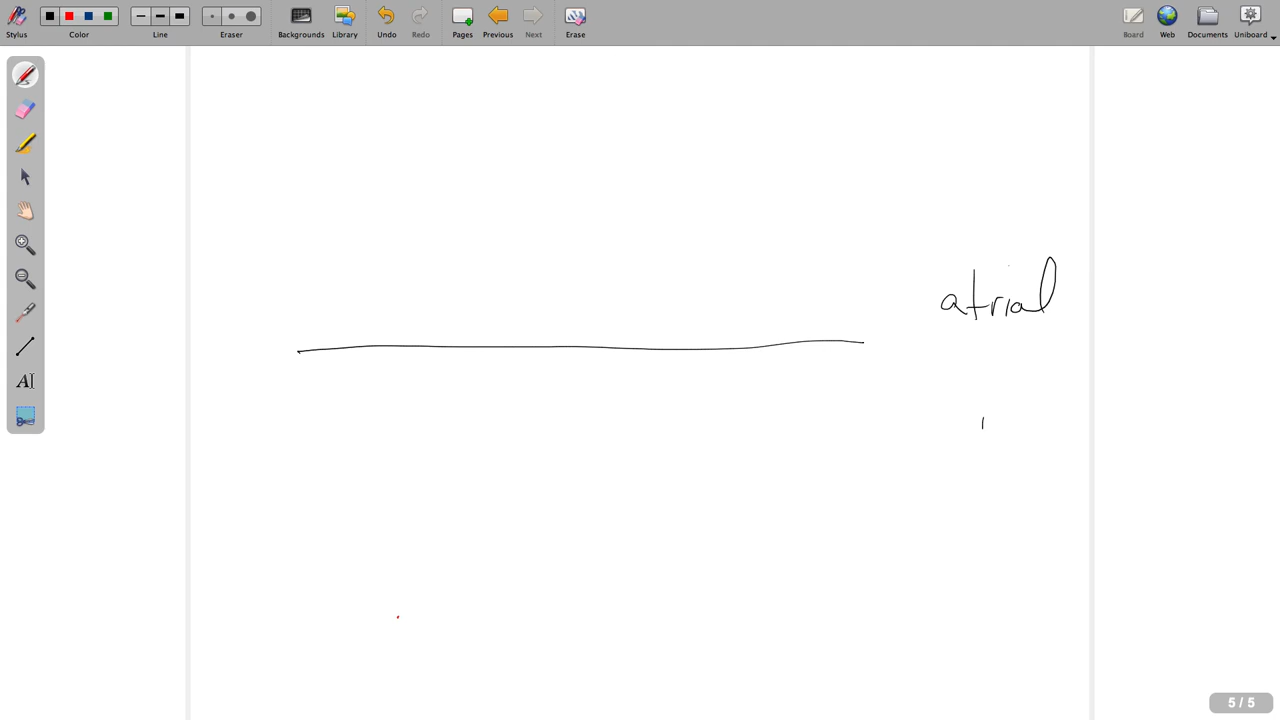 Stylus Color Line Eraser Backgrounds Library Undo Redo Pages Previous Next Erase Board Web Documents Uniboard
atrial
5 / 5